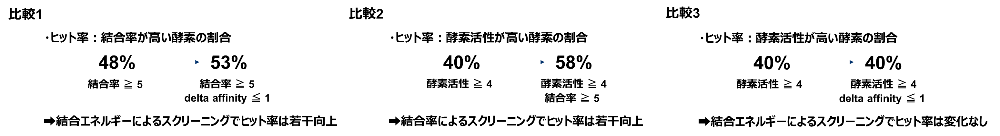 比較1
・ヒット率：結合率が高い酵素の割合
48% 53%
結合率 ≧ 5 結合率 ≧ 5
delta affinity ≦ 1
➡結合エネルギーによるスクリーニングでヒット率は若干向上
比較2
・ヒット率：酵素活性が高い酵素の割合
40% 58%
酵素活性 ≧ 4 酵素活性 ≧ 4
結合率 ≧ 5
➡結合率によるスクリーニングでヒット率は若干向上
比較3
・ヒット率：酵素活性が高い酵素の割合
40% 40%
酵素活性 ≧ 4 酵素活性 ≧ 4
delta affinity ≦ 1
➡結合エネルギーによるスクリーニングでヒット率は変化なし